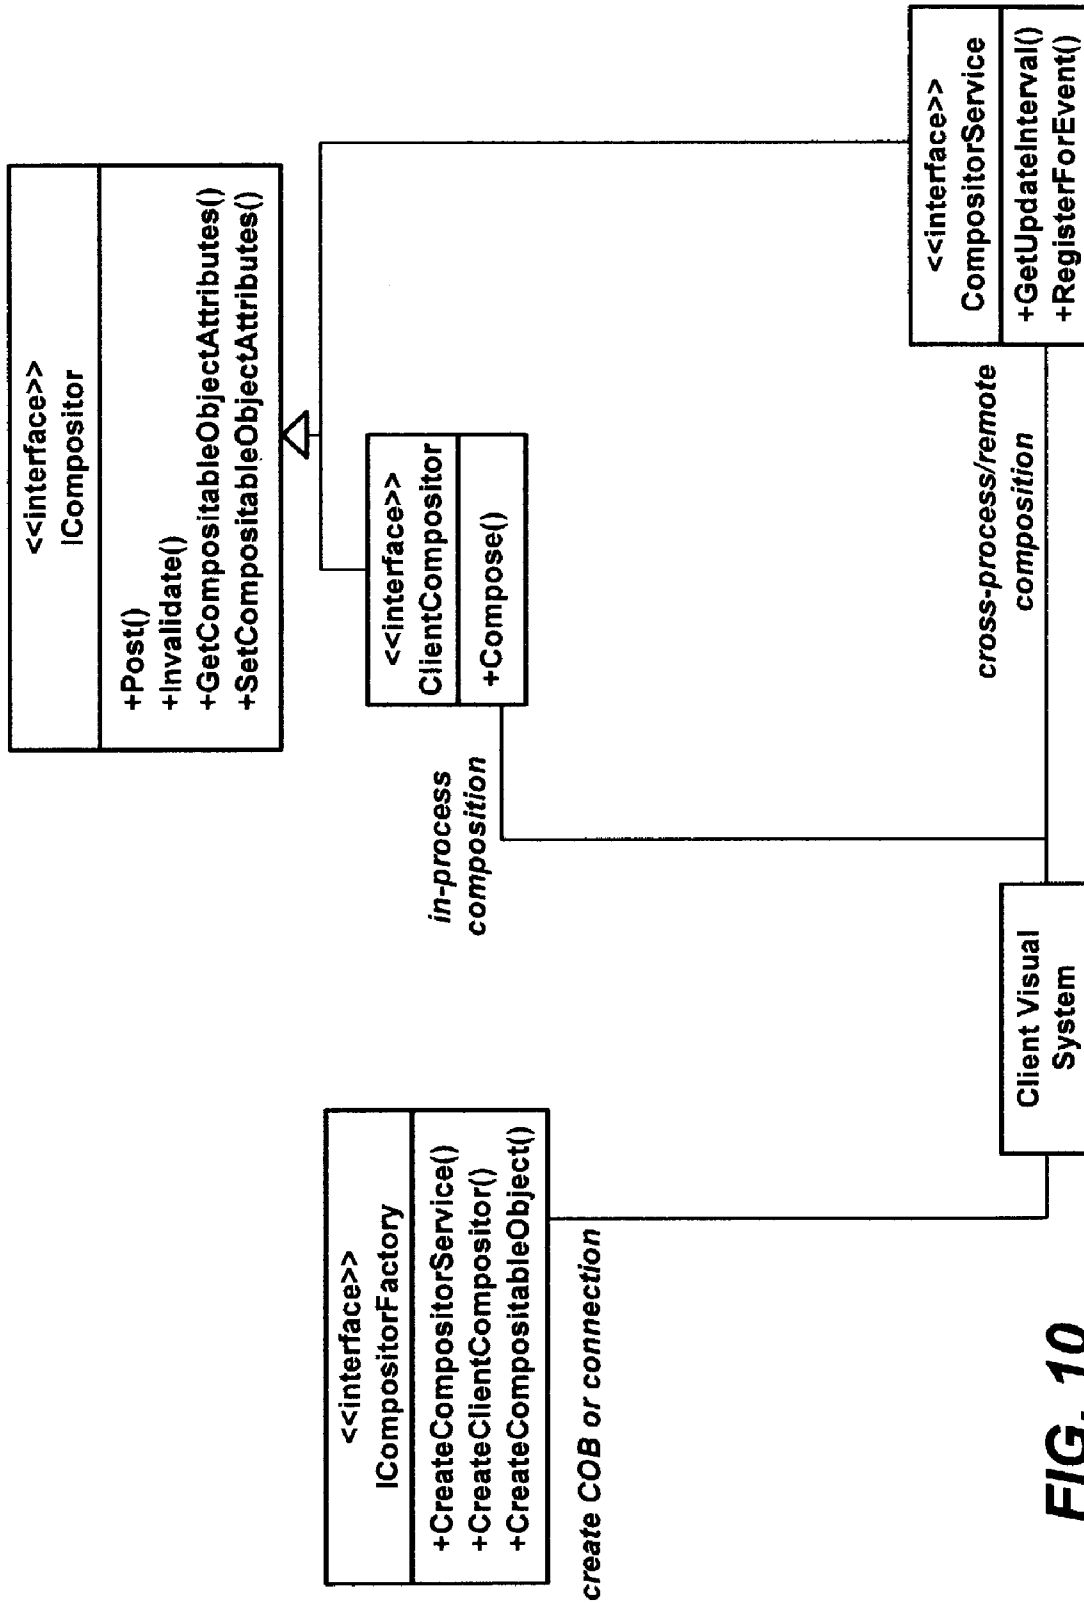 <<interface>>
ICompositor
+Post()
+Invalidate()
+GetCompositableObjectAttributes()
+SetCompositableObjectAttributes()
<<interface>>
ICompositorFactory
+CreateCompositorService()
+CreateClientCompositor()
+CreateCompositableObject()
create COB or connection
in-process
composition
<<interface>>
ClientCompositor
+Compose()
Client Visual
System
cross-process/remote
composition
<<interface>>
CompositorService
+GetUpdateInterval()
+RegisterForEvent()
FIG. 10